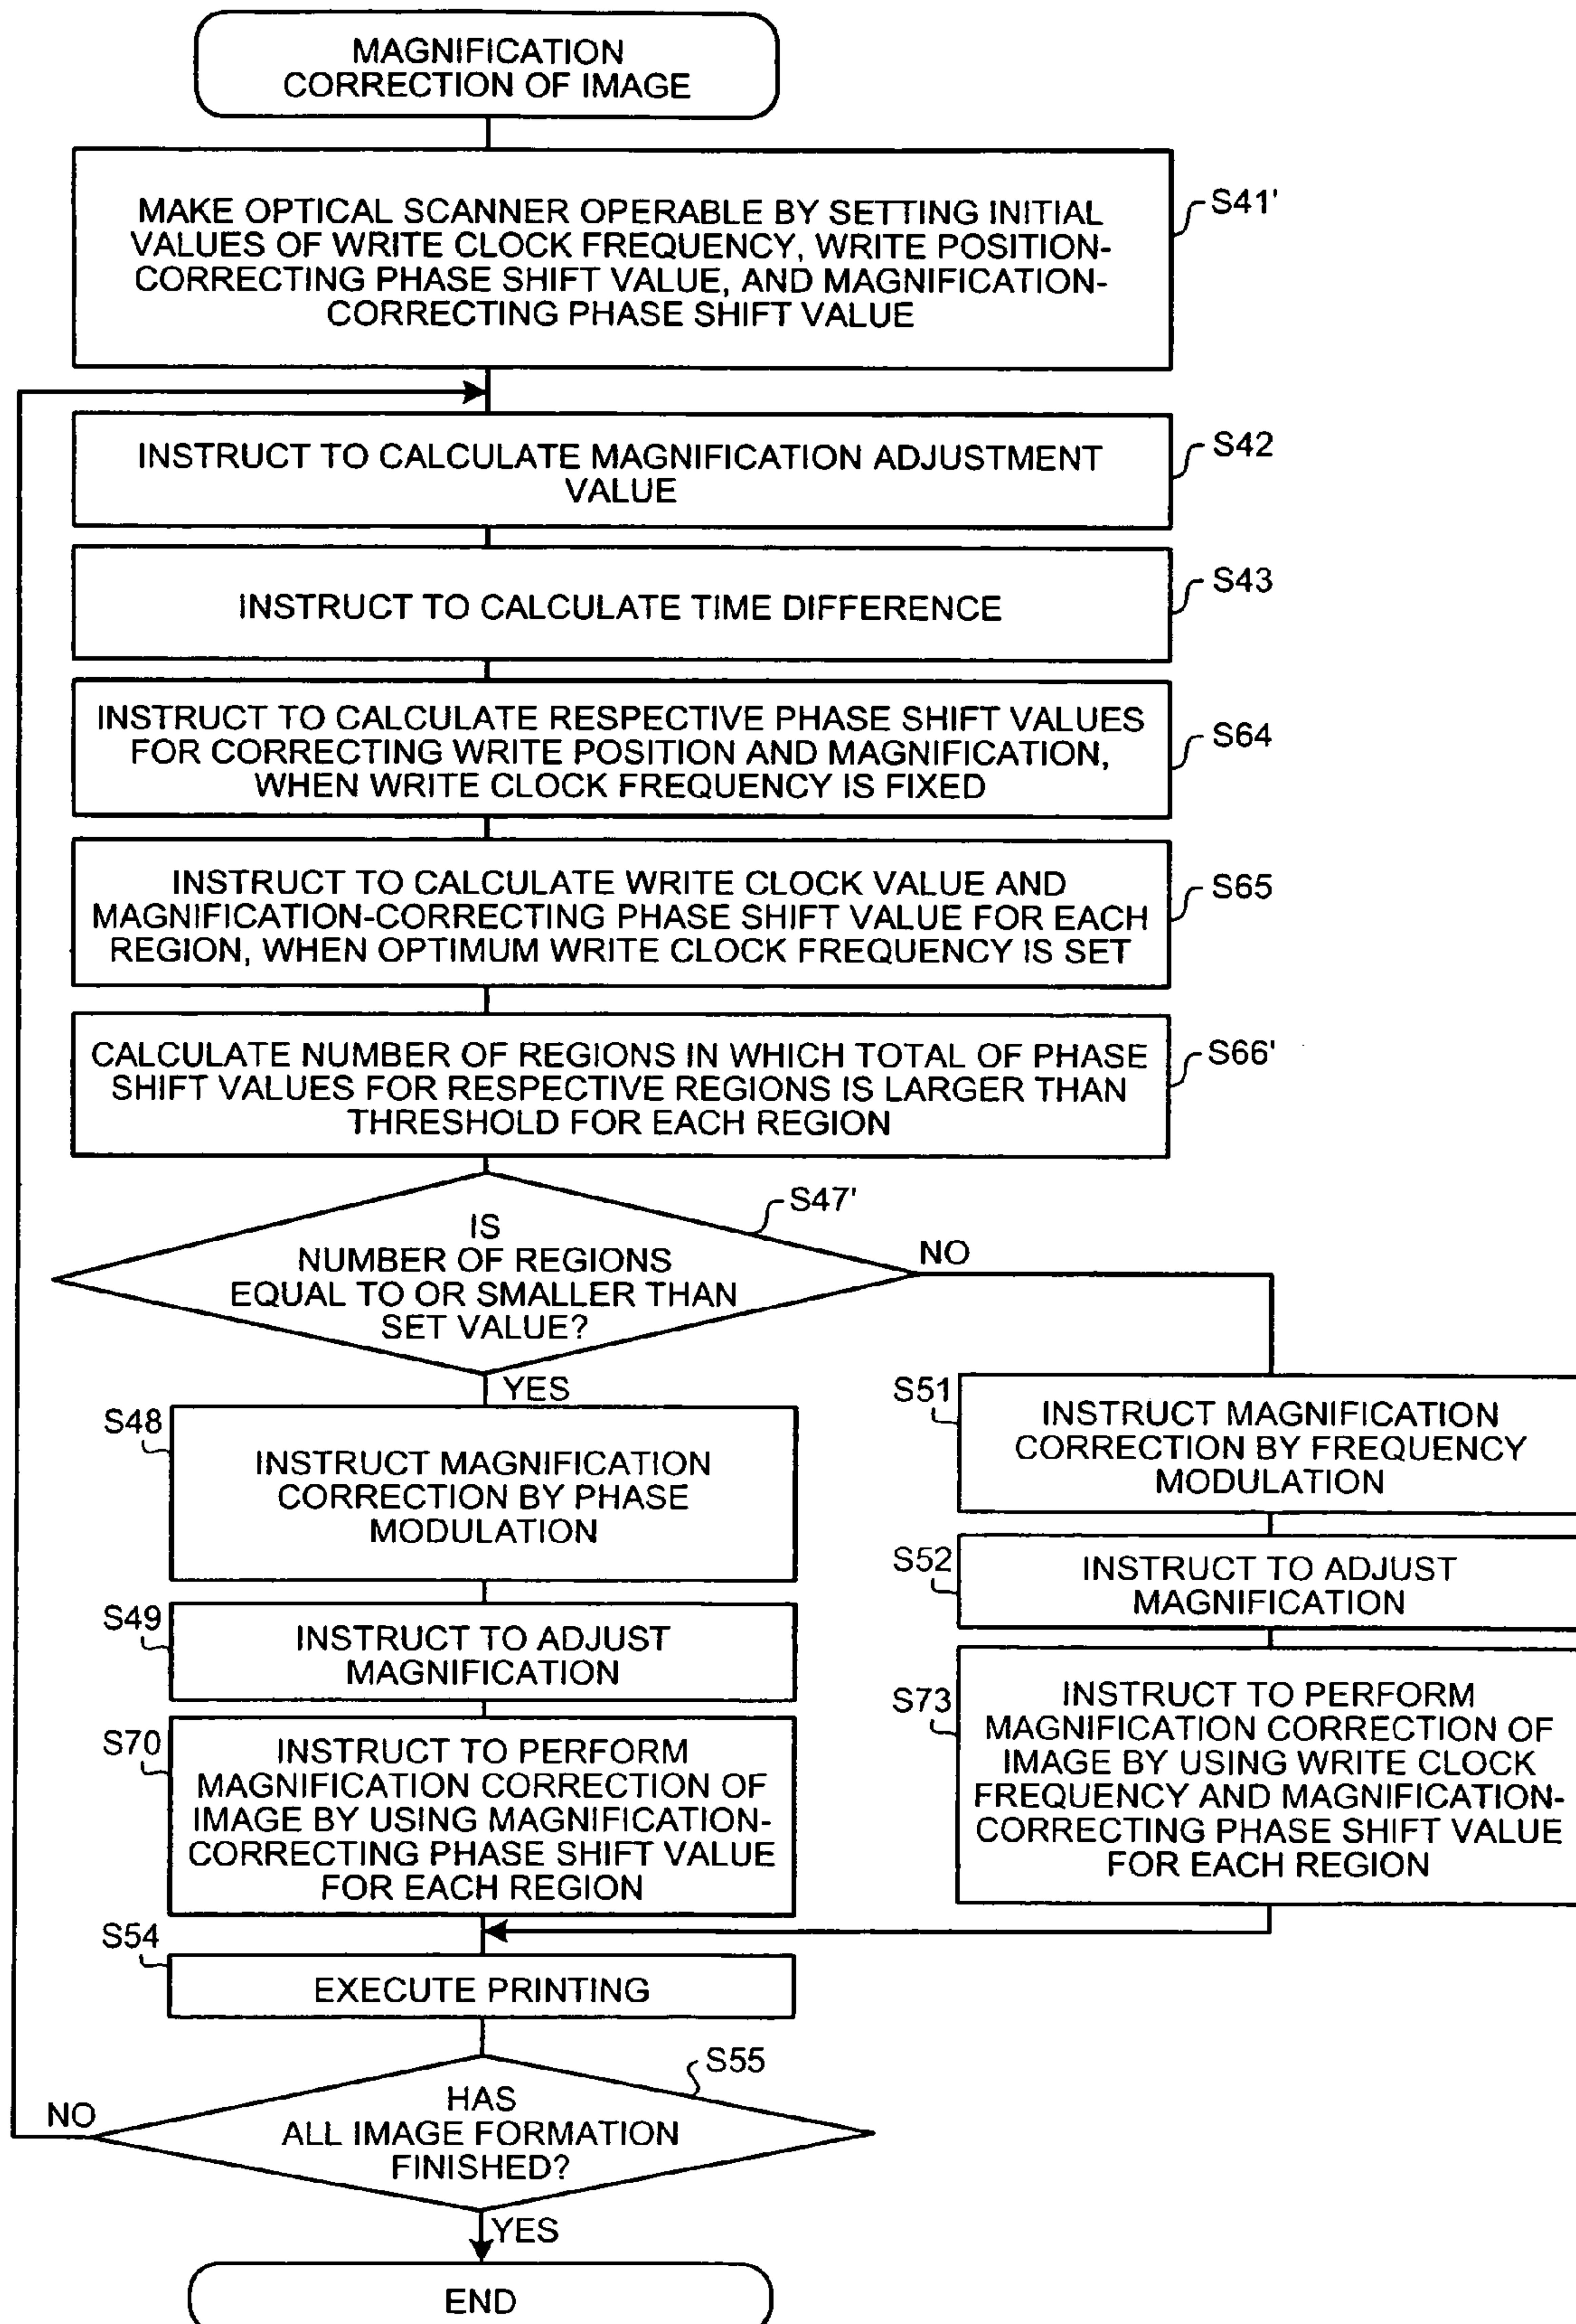 MAGNIFICATION
CORRECTION OF IMAGE
MAKE OPTICAL SCANNER OPERABLE BY SETTING INITIAL
VALUES OF WRITE CLOCK FREQUENCY, WRITE POSITION-
CORRECTING PHASE SHIFT VALUE, AND MAGNIFICATION-
CORRECTING PHASE SHIFT VALUE
S41'
INSTRUCT TO CALCULATE MAGNIFICATION ADJUSTMENT
VALUE
S42
INSTRUCT TO CALCULATE TIME DIFFERENCE
S43
INSTRUCT TO CALCULATE RESPECTIVE PHASE SHIFT VALUES
FOR CORRECTING WRITE POSITION AND MAGNIFICATION,
WHEN WRITE CLOCK FREQUENCY IS FIXED
S64
INSTRUCT TO CALCULATE WRITE CLOCK VALUE AND
MAGNIFICATION-CORRECTING PHASE SHIFT VALUE FOR EACH
REGION, WHEN OPTIMUM WRITE CLOCK FREQUENCY IS SET
S65
CALCULATE NUMBER OF REGIONS IN WHICH TOTAL OF PHASE
SHIFT VALUES FOR RESPECTIVE REGIONS IS LARGER THAN
THRESHOLD FOR EACH REGION
S66'
S47'
IS
NUMBER OF REGIONS
EQUAL TO OR SMALLER THAN
SET VALUE?
NO
YES
S48
INSTRUCT MAGNIFICATION
CORRECTION BY PHASE
MODULATION
S49
INSTRUCT TO ADJUST
MAGNIFICATION
S70
INSTRUCT TO PERFORM
MAGNIFICATION CORRECTION OF
IMAGE BY USING MAGNIFICATION-
CORRECTING PHASE SHIFT VALUE
FOR EACH REGION
S51
INSTRUCT MAGNIFICATION
CORRECTION BY FREQUENCY
MODULATION
S52
INSTRUCT TO ADJUST
MAGNIFICATION
S73
INSTRUCT TO PERFORM
MAGNIFICATION CORRECTION OF
IMAGE BY USING WRITE CLOCK
FREQUENCY AND MAGNIFICATION-
CORRECTING PHASE SHIFT VALUE
FOR EACH REGION
S54
EXECUTE PRINTING
S55
HAS
ALL IMAGE FORMATION
FINISHED?
NO
YES
END